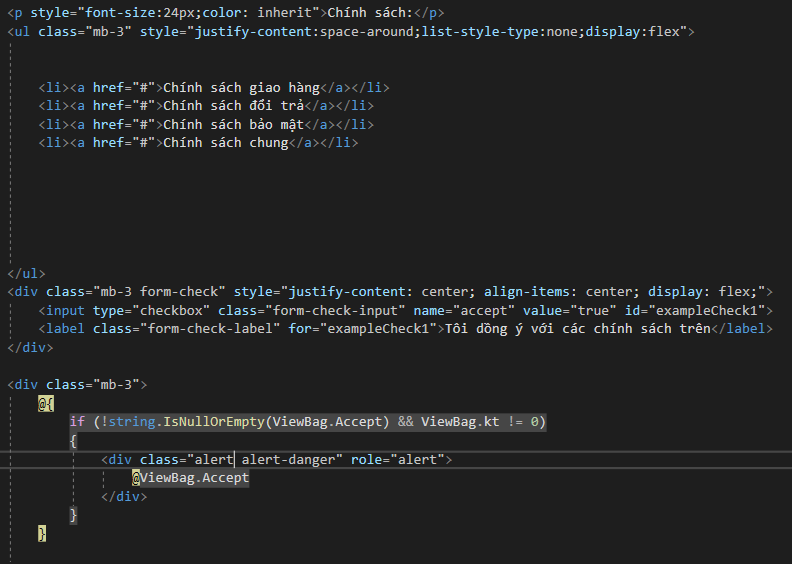 <p style="font-size:24px;color: inherit">Chính sách:</p>
<ul class="mb-3" style="justify-content:space-around;list-style-type:none;display:flex">
<li><a href="#">Chính sách giao hàng</a></li>
<li><a href="#">Chính sách đổi trả</a></li>
<li><a href="#">Chính sách bảo mật</a></li>
<li><a href="#">Chính sách chung</a></li>
</ul>
<div class="mb-3 form-check" style="justify-content: center; align-items: center; display: flex;">
<input type="checkbox" class="form-check-input" name="accept" value="true" id="exampleCheck1">
<label class="form-check-label" for="exampleCheck1">Tôi dồng ý với các chính sách trên</label>
</div>
<div class="mb-3">
@{
if (!string.IsNullOrEmpty(ViewBag.Accept) && ViewBag.kt != 0)
{
<div class="alert alert-danger" role="alert">
@ViewBag.Accept
</div>
}
}